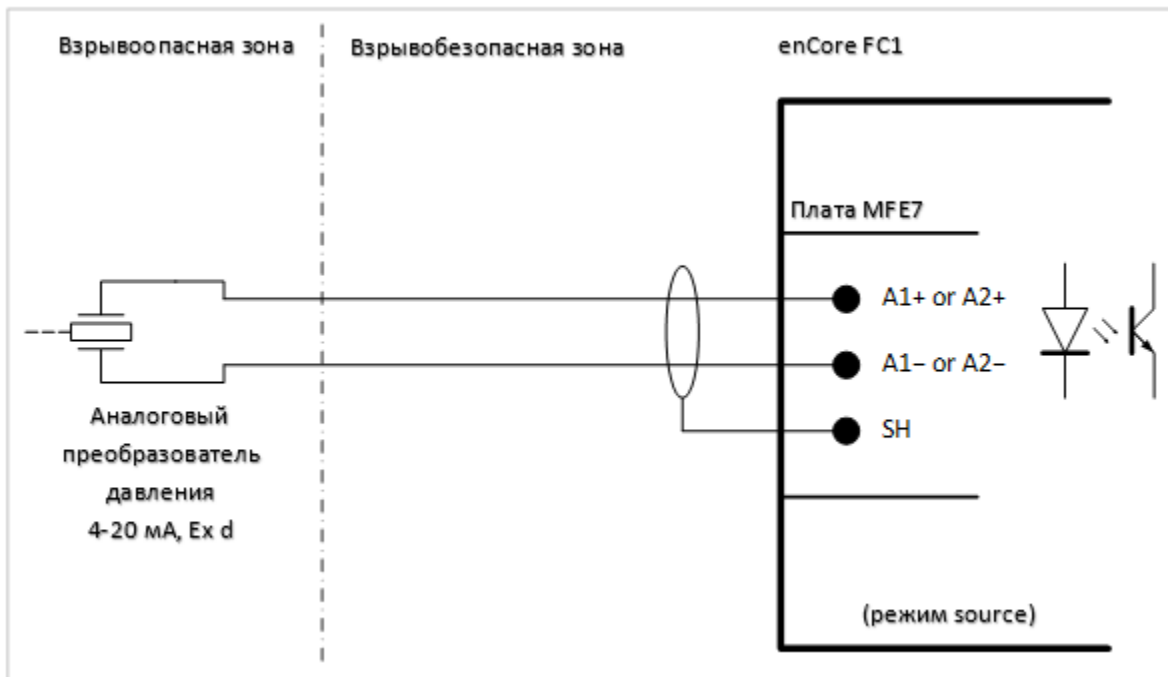 Взрывоопасная зона
Взрывобезопасная зона
enCore FC1
Плата MFE7
A1+ or A2+
A1− or A2−
SH
Аналоговый
преобразователь
давления
4-20 мА, Ex d
(режим source)